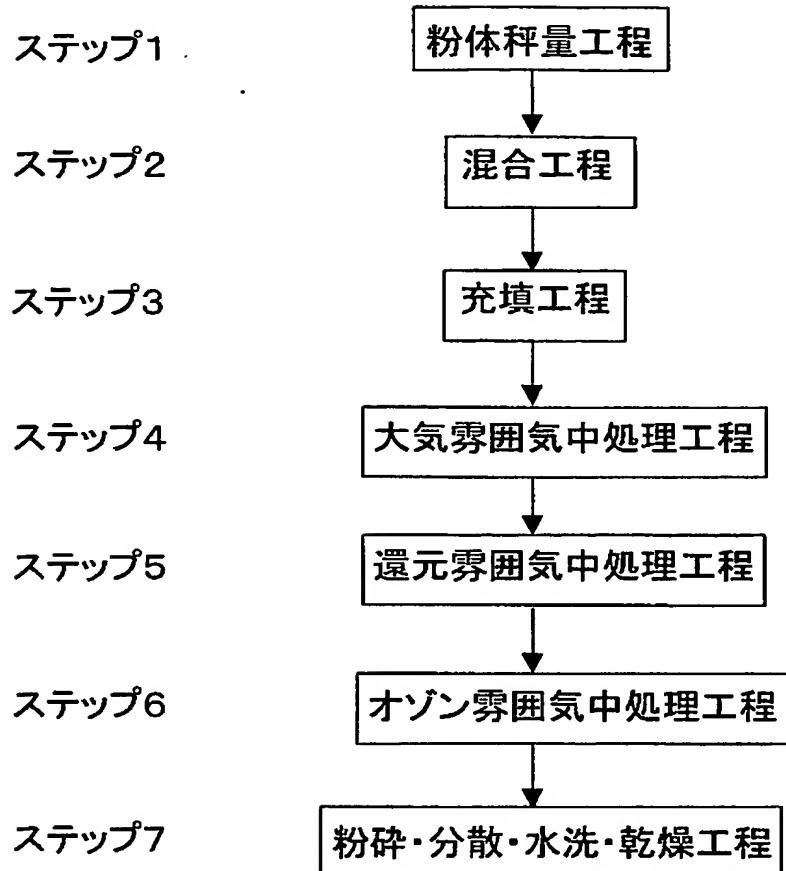 ステップ1 粉体秤量工程
ステップ2 混合工程
ステップ3 充填工程
ステップ4 大気雰囲気中処理工程
ステップ5 還元雰囲気中処理工程
ステップ6 オゾン雰囲気中処理工程
ステップ7 粉砕・分散・水洗・乾燥工程